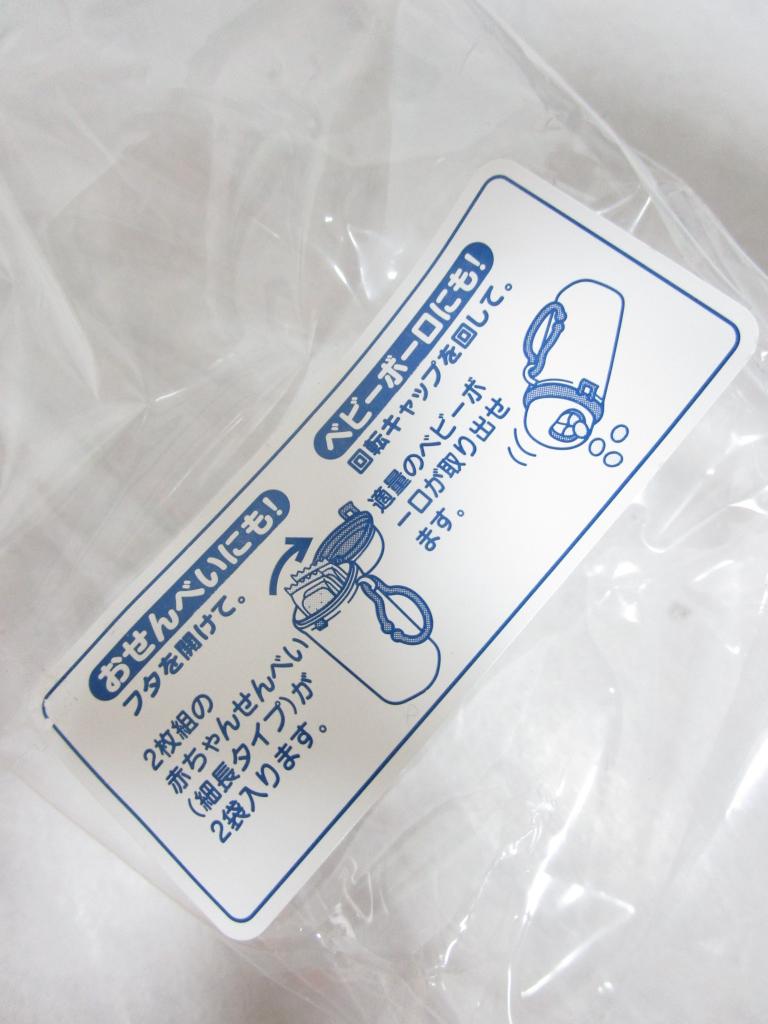 おせんべいにも!
フタを開けて。
2枚組の
赤ちゃんせんべい
(細長タイプ)が
2袋入ります。
ベビーボーロにも!
回転キャップを回して。
適量のベビーボ
ーロが取り出せ
ます。